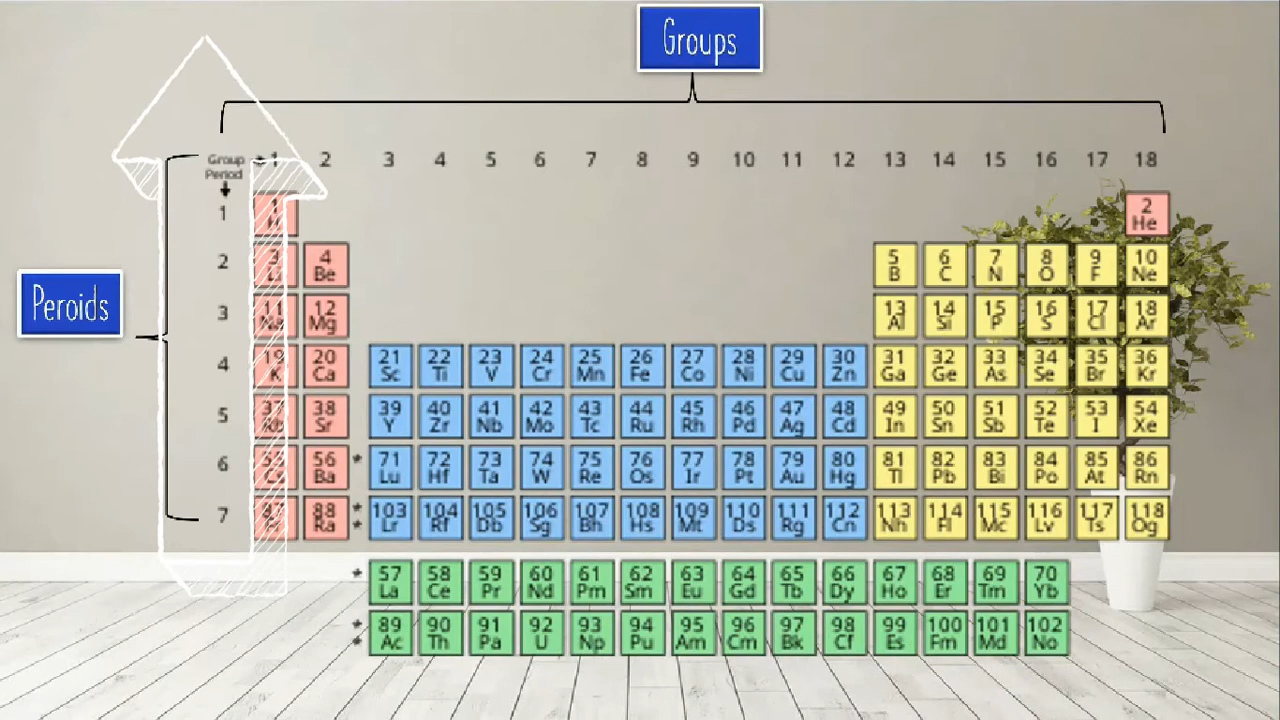 Groups
Group → 1 2 3 4 5 6 7 8 9 10 11 12 13 14 15 16 17 18
Period
Peroids
1 1 2
H He
2 3 4 5 6 7 8 9 10
Li Be B C N O F Ne
3 11 12 13 14 15 16 17 18
Na Mg Al Si P S Cl Ar
4 19 20 21 22 23 24 25 26 27 28 29 30 31 32 33 34 35 36
K Ca Sc Ti V Cr Mn Fe Co Ni Cu Zn Ga Ge As Se Br Kr
5 37 38 39 40 41 42 43 44 45 46 47 48 49 50 51 52 53 54
Rb Sr Y Zr Nb Mo Tc Ru Rh Pd Ag Cd In Sn Sb Te I Xe
6 55 56 * 71 72 73 74 75 76 77 78 79 80 81 82 83 84 85 86
Cs Ba Lu Hf Ta W Re Os Ir Pt Au Hg Tl Pb Bi Po At Rn
7 87 88 * 103 104 105 106 107 108 109 110 111 112 113 114 115 116 117 118
Ra * Lr Rf Db Sg Bh Hs Mt Ds Rg Cn Nh Fl Mc Lv Ts Og
* 57 58 59 60 61 62 63 64 65 66 67 68 69 70
La Ce Pr Nd Pm Sm Eu Gd Tb Dy Ho Er Tm Yb
* 89 90 91 92 93 94 95 96 97 98 99 100 101 102
* Ac Th Pa U Np Pu Am Cm Bk Cf Es Fm Md No